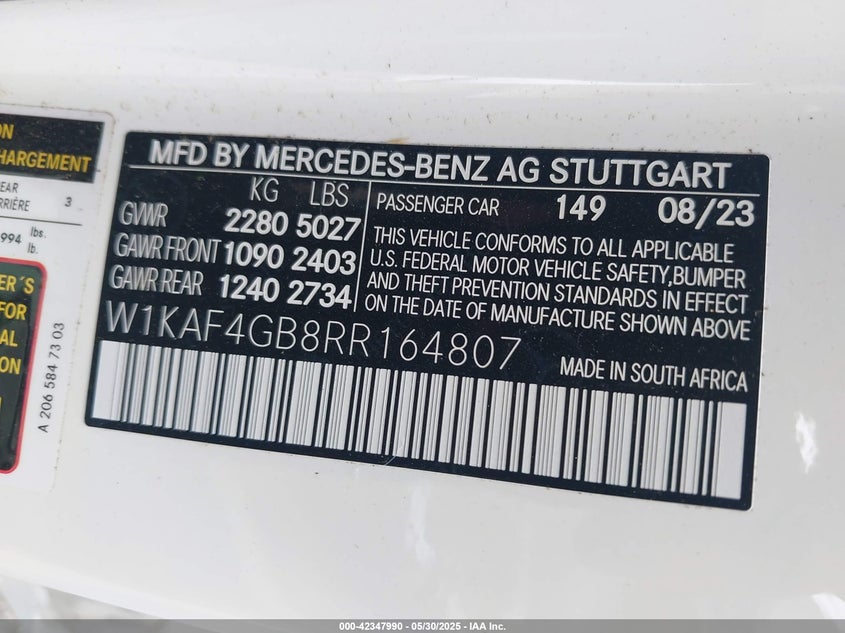 ON
HARGEMENT
EAR
RRIÈRE 3
994 lbs.
lb.
ER´S
FOR
AL
ION
A 206 584 73 03
MFD BY MERCEDES-BENZ AG STUTTGART
KG LBS
GVWR 2280 5027
GAWR FRONT 1090 2403
GAWR REAR 1240 2734
PASSENGER CAR 149 08/23
THIS VEHICLE CONFORMS TO ALL APPLICABLE
U.S. FEDERAL MOTOR VEHICLE SAFETY,BUMPER
AND THEFT PREVENTION STANDARDS IN EFFECT
ON THE DATE OF MANUFACTURE SHOWN ABOVE
W1KAF4GB8RR164807
MADE IN SOUTH AFRICA
000-42347990 — 05/30/2025 — IAA Inc.